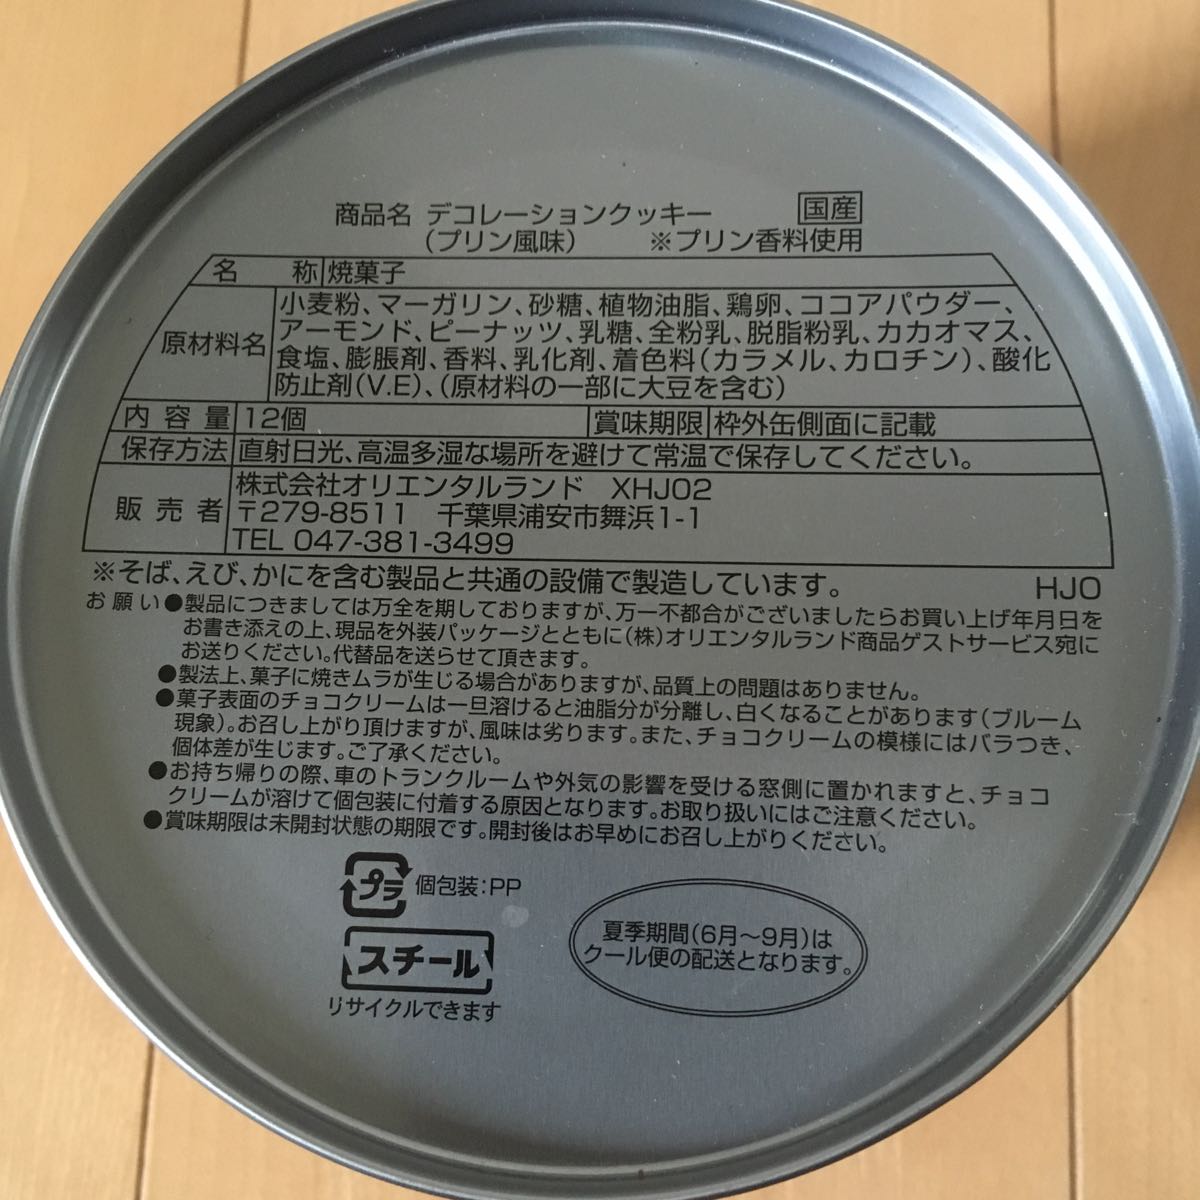 商品名 デコレーションクッキー 国産
(プリン風味) ※プリン香料使用
名 称 焼菓子
原材料名 小麦粉、マーガリン、砂糖、植物油脂、鶏卵、ココアパウダー、
アーモンド、ピーナッツ、乳糖、全粉乳、脱脂粉乳、カカオマス、
食塩、膨脹剤、香料、乳化剤、着色料(カラメル、カロチン)、酸化
防止剤(V.E)、(原材料の一部に大豆を含む)
内容量 12個 賞味期限 枠外缶側面に記載
保存方法 直射日光、高温多湿な場所を避けて常温で保存してください。
販売者 株式会社オリエンタルランド XHJ02
〒279-8511 千葉県浦安市舞浜1-1
TEL 047-381-3499
※そば、えび、かにを含む製品と共通の設備で製造しています。 HJO
お願い ●製品につきましては万全を期しておりますが、万一不都合がございましたらお買い上げ年月日を
お書き添えの上、現品を外装パッケージとともに(株)オリエンタルランド商品ゲストサービス宛に
お送りください。代替品を送らせて頂きます。
●製法上、菓子に焼きムラが生じる場合がありますが、品質上の問題はありません。
●菓子表面のチョコクリームは一旦溶けると油脂分が分離し、白くなることがあります(ブルーム
現象)。お召し上がり頂けますが、風味は劣ります。また、チョコクリームの模様にはバラつき、
個体差が生じます。ご了承ください。
●お持ち帰りの際、車のトランクルームや外気の影響を受ける窓側に置かれますと、チョコ
クリームが溶けて個包装に付着する原因となります。お取り扱いにはご注意ください。
●賞味期限は未開封状態の期限です。開封後はお早めにお召し上がりください。
プラ 個包装:PP
スチール
リサイクルできます
夏季期間(6月〜9月)は
クール便の配送となります。